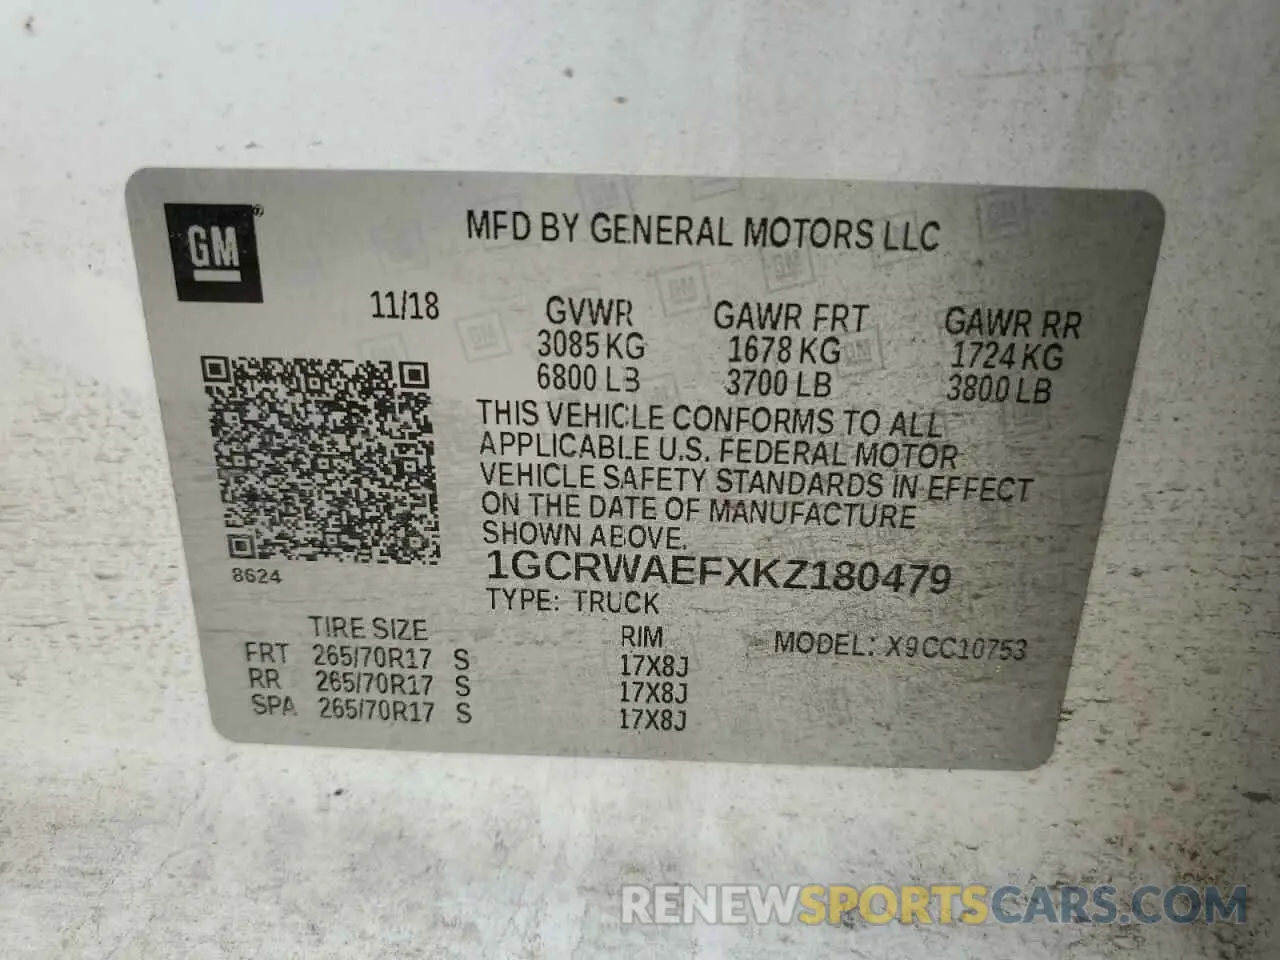 GM
MFD BY GENERAL MOTORS LLC
11/18 GVWR GAWR FRT GAWR RR
3085 KG 1678 KG 1724 KG
6800 LB 3700 LB 3800 LB
THIS VEHICLE CONFORMS TO ALL
APPLICABLE U.S. FEDERAL MOTOR
VEHICLE SAFETY STANDARDS IN EFFECT
ON THE DATE OF MANUFACTURE
SHOWN ABOVE.
8624
1GCRWAEFXKZ180479
TYPE: TRUCK
TIRE SIZE RIM MODEL: X9CC10753
FRT 265/70R17 S 17X8J
RR 265/70R17 S 17X8J
SPA 265/70R17 S 17X8J
RENEWSPORTSCARS.COM